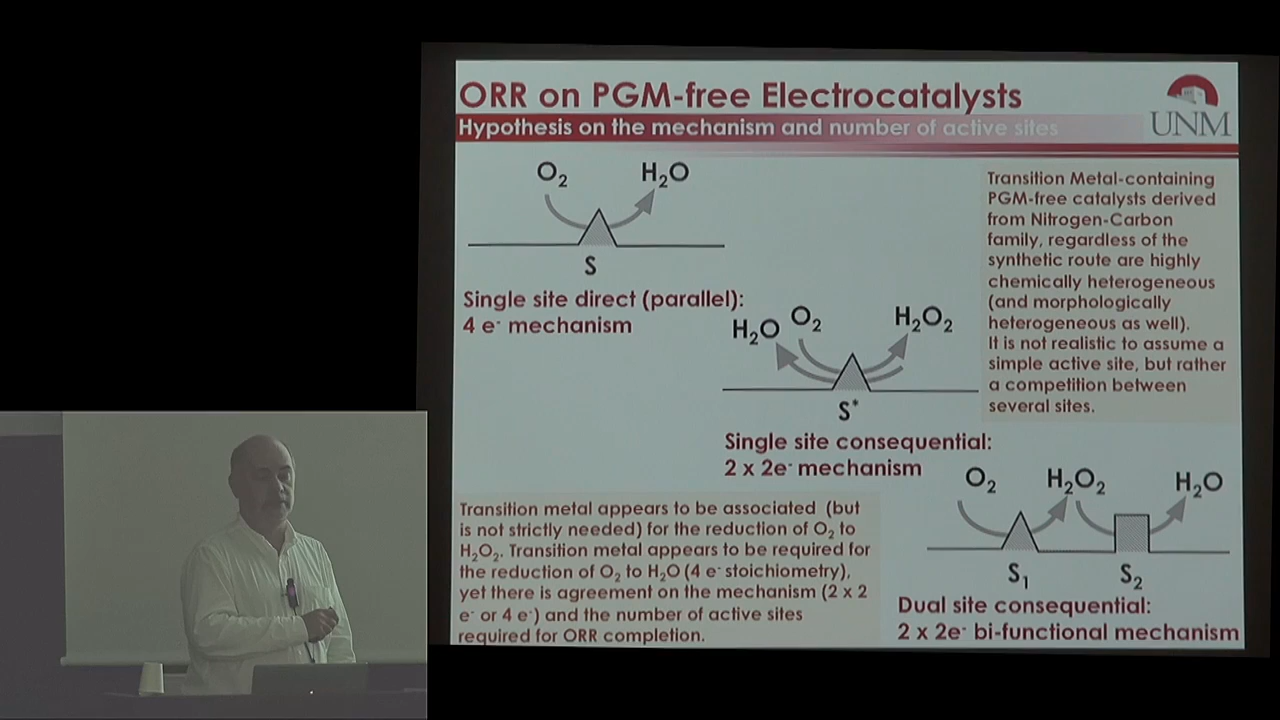 ORR on PGM-free Electrocatalysts
Hypothesis on the mechanism and number of active sites
UNM
O₂
H₂O
S
Single site direct (parallel):
4 e⁻ mechanism
Transition Metal-containing
PGM-free catalysts derived
from Nitrogen-Carbon
family, regardless of the
synthetic route are highly
chemically heterogeneous
(and morphologically
heterogeneous as well).
It is not realistic to assume a
simple active site, but rather
a competition between
several sites.
H₂O
O₂
H₂O₂
S*
Single site consequential:
2 x 2e⁻ mechanism
Transition metal appears to be associated (but
is not strictly needed) for the reduction of O₂ to
H₂O₂. Transition metal appears to be required for
the reduction of O₂ to H₂O (4 e⁻ stoichiometry),
yet there is agreement on the mechanism (2 x 2
e⁻ or 4 e⁻) and the number of active sites
required for ORR completion.
O₂
H₂O₂
H₂O
S₁
S₂
Dual site consequential:
2 x 2e⁻ bi-functional mechanism